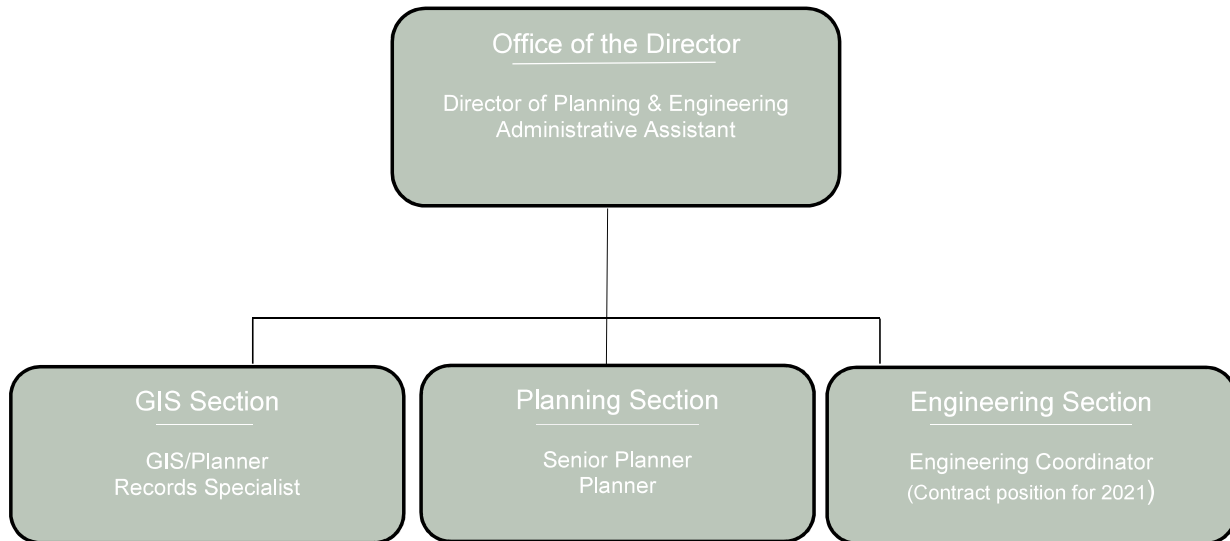 Office of the Director
Director of Planning & Engineering
Administrative Assistant
GIS Section
GIS/Planner
Records Specialist
Planning Section
Senior Planner
Planner
Engineering Section
Engineering Coordinator
(Contract position for 2021)